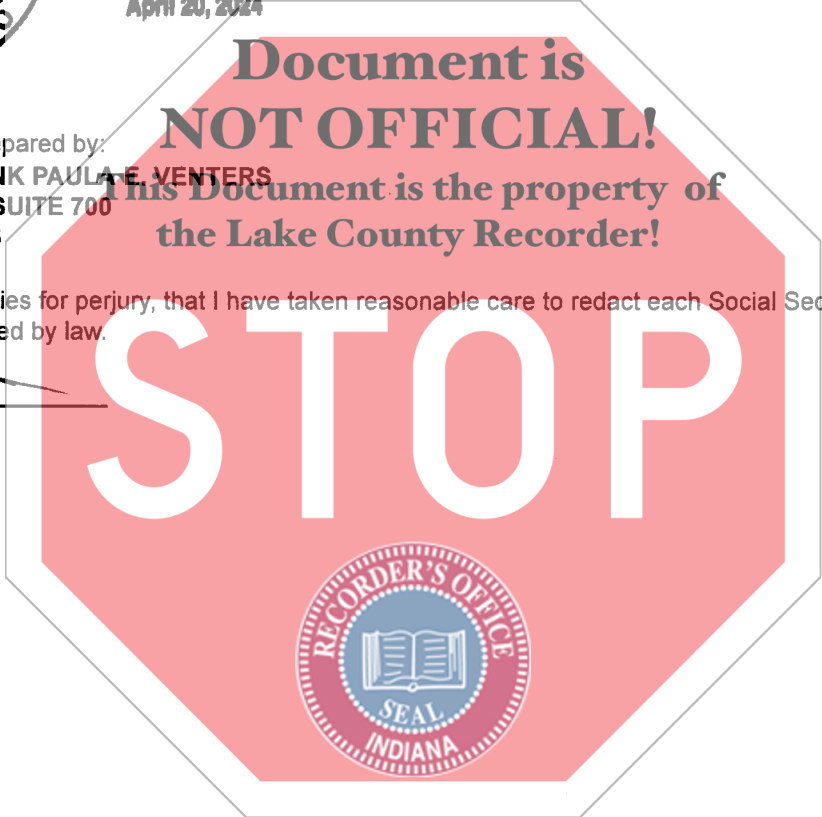 April 20, 2024
Document is
NOT OFFICIAL!
pared by:
NK PAULA E. VENTERS
This Document is the property of
SUITE 700
the Lake County Recorder!
ies for perjury, that I have taken reasonable care to redact each Social Sec
ed by law.
STOP
RECORDER'S OFFICE
SEAL
INDIANA